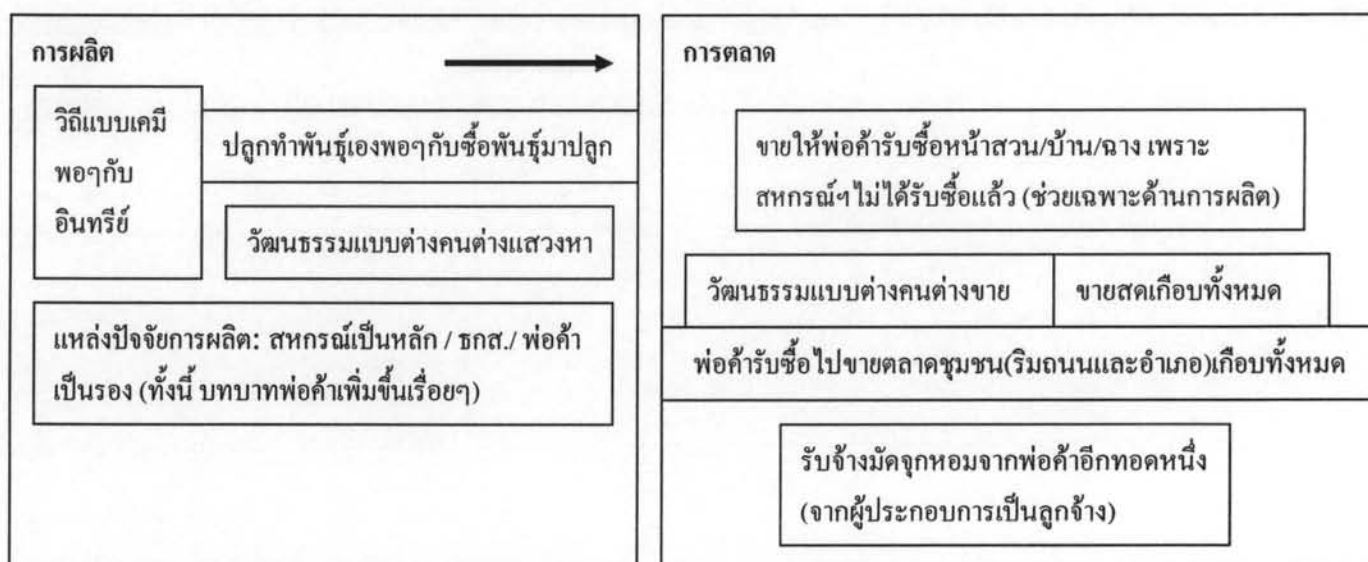 การผลิต
วิถีแบบเคมี
พอๆกับ
อินทรีย์
ปลูกทำพันธุ์เองพอๆกับซื้อพันธุ์มาปลูก
วัฒนธรรมแบบต่างคนต่างแสวงหา
แหล่งปัจจัยการผลิต: สหกรณ์เป็นหลัก / ธกส./ พ่อค้า
เป็นรอง (ทั้งนี้ บทบาทพ่อค้าเพิ่มขึ้นเรื่อยๆ)
การตลาด
ขายให้พ่อค้ารับซื้อหน้าสวน/บ้าน/ฉาง เพราะ
สหกรณ์ฯ ไม่ได้รับซื้อแล้ว (ช่วยเฉพาะด้านการผลิต)
วัฒนธรรมแบบต่างคนต่างขาย
ขายสดเกือบทั้งหมด
พ่อค้ารับซื้อไปขายตลาดชุมชน(ริมถนนและอำเภอ)เกือบทั้งหมด
รับจ้างมัดจุกหอมจากพ่อค้าอีกทอดหนึ่ง
(จากผู้ประกอบการเป็นลูกจ้าง)